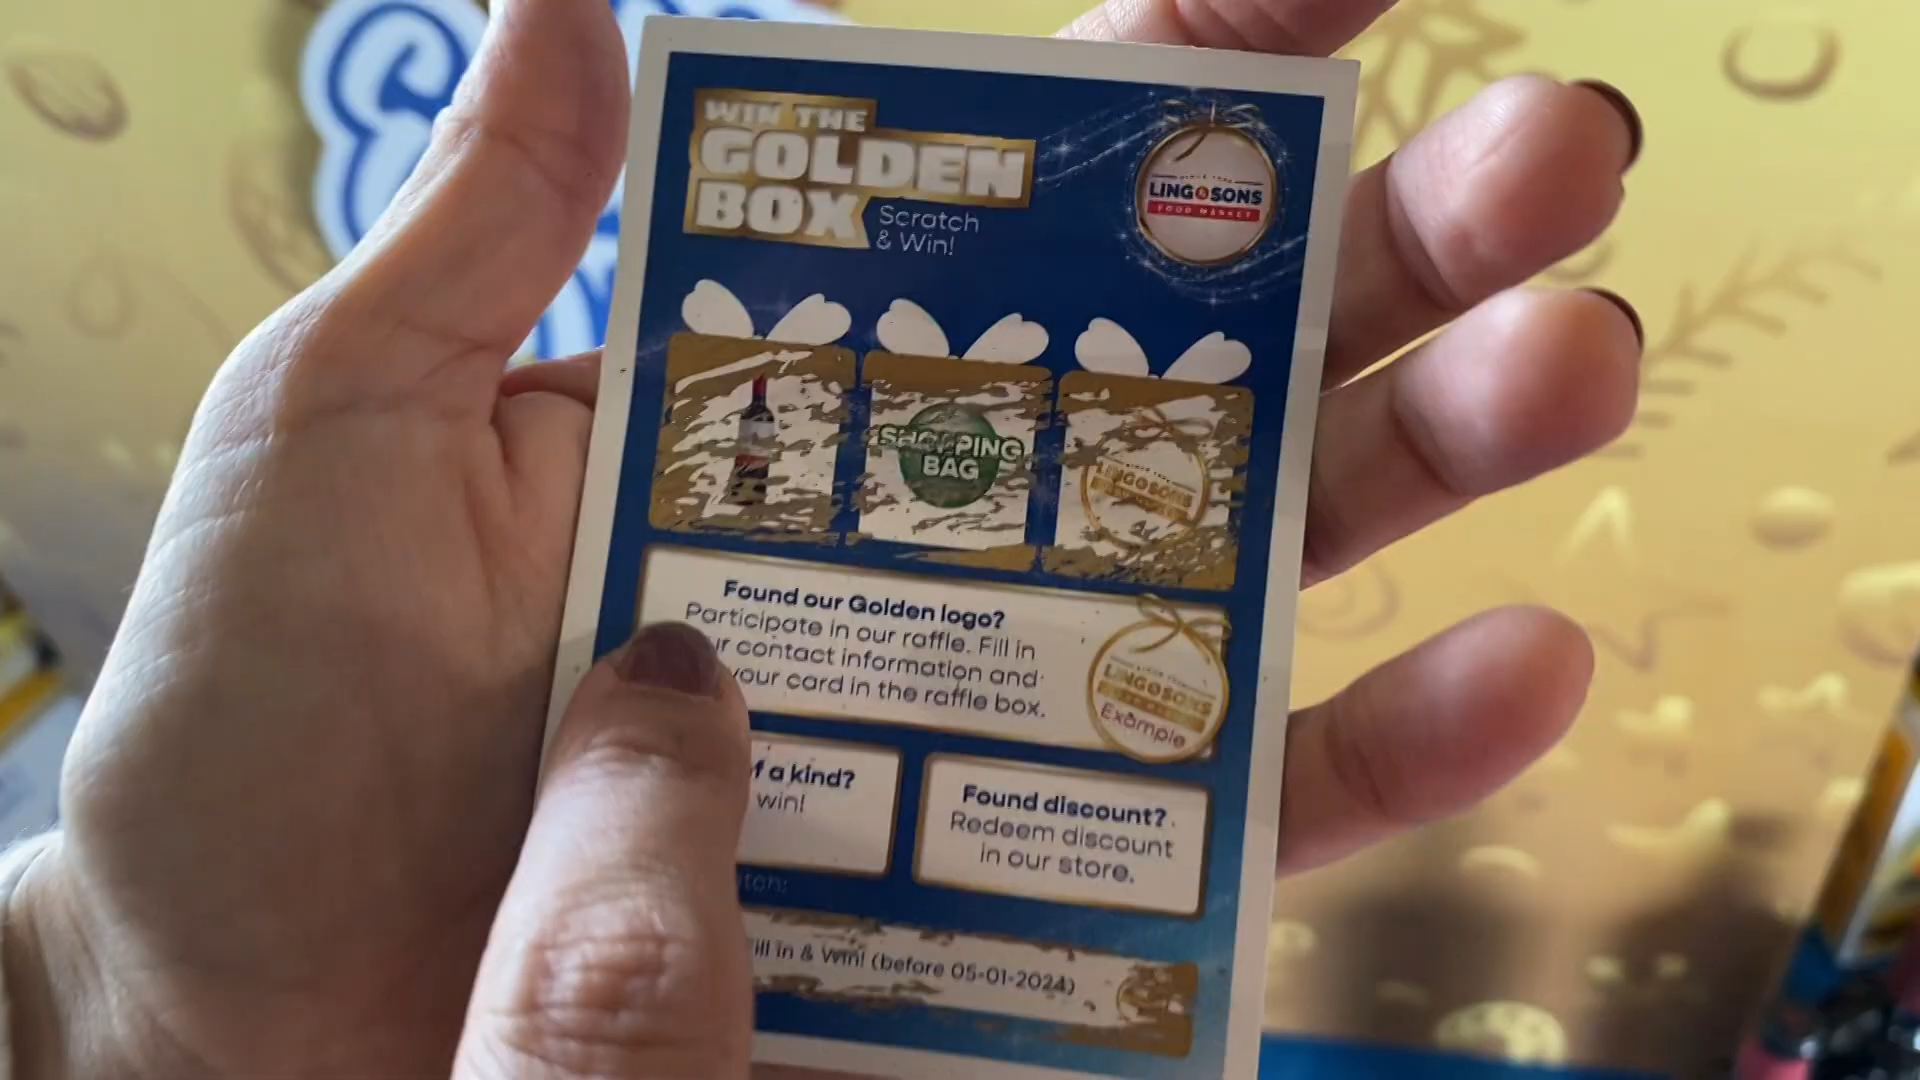 WIN THE
GOLDEN
BOX
Scratch
& Win!
SINCE
LING&SONS
FOOD MARKET
SHOPPING
BAG
LING&SONS
Found our Golden logo?
Participate in our raffle. Fill in
contact information and
your card in the raffle box.
LING&SONS
Example
of a kind?
win!
Found discount?
Redeem discount
in our store.
in & Win! (before 05-01-2024)